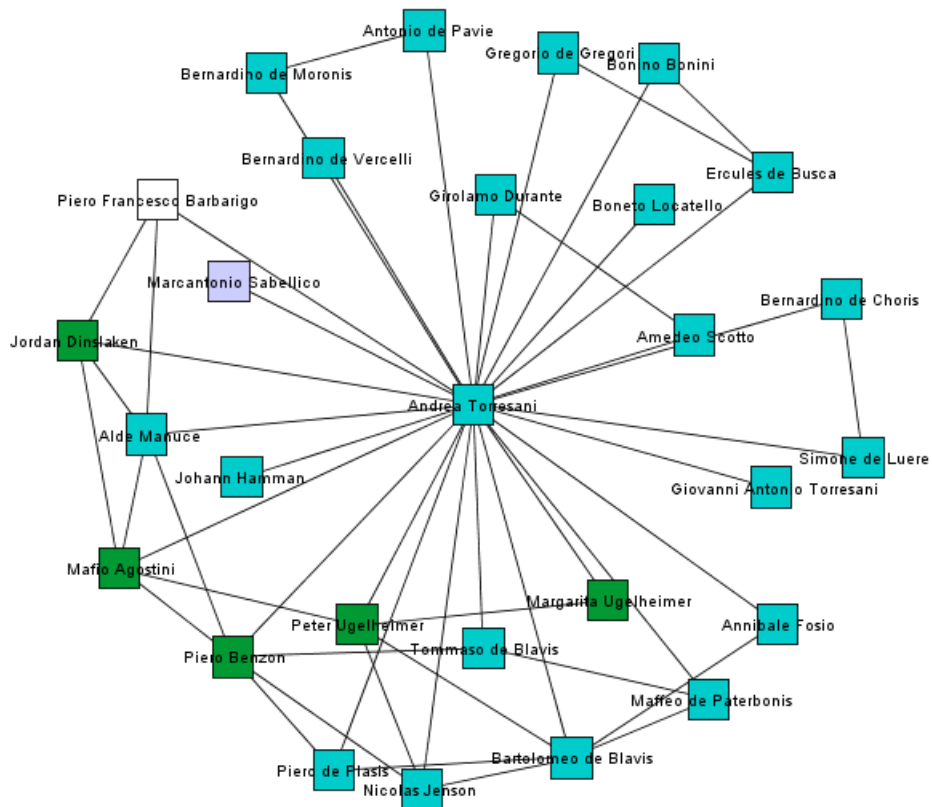 Antonio de Pavie
Gregorio de Gregori
Bonino Bonini
Bernardino de Moronis
Bernardino de Vercelli
Ercules de Busca
Girolamo Durante
Boneto Locatello
Piero Francesco Barbarigo
Marcantonio Sabellico
Bernardino de Choris
Jordan Dinslaken
Amedeo Scotto
Andrea Torresani
Alde Manuce
Simone de Luere
Johann Hamman
Giovanni Antonio Torresani
Mafio Agostini
Margarita Ugelheimer
Peter Ugelheimer
Annibale Fosio
Tommaso de Blavis
Piero Benzon
Maffeo de Paterbonis
Bartolomeo de Blavis
Piero de Plasis
Nicolas Jenson